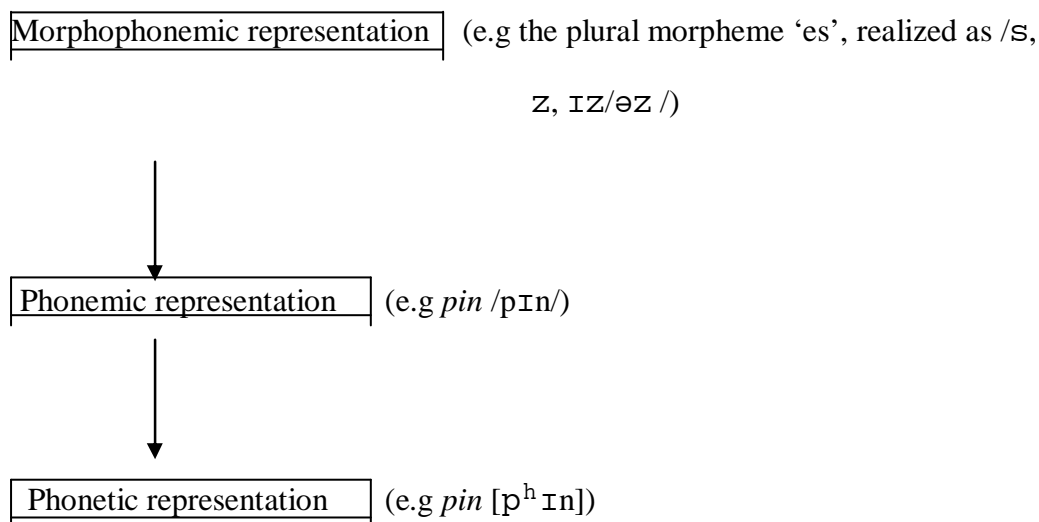 Morphophonemic representation (e.g the plural morpheme ‘es’, realized as /s,
z, ɪz/əz /)
Phonemic representation (e.g pin /pɪn/)
Phonetic representation (e.g pin [pʰɪn])